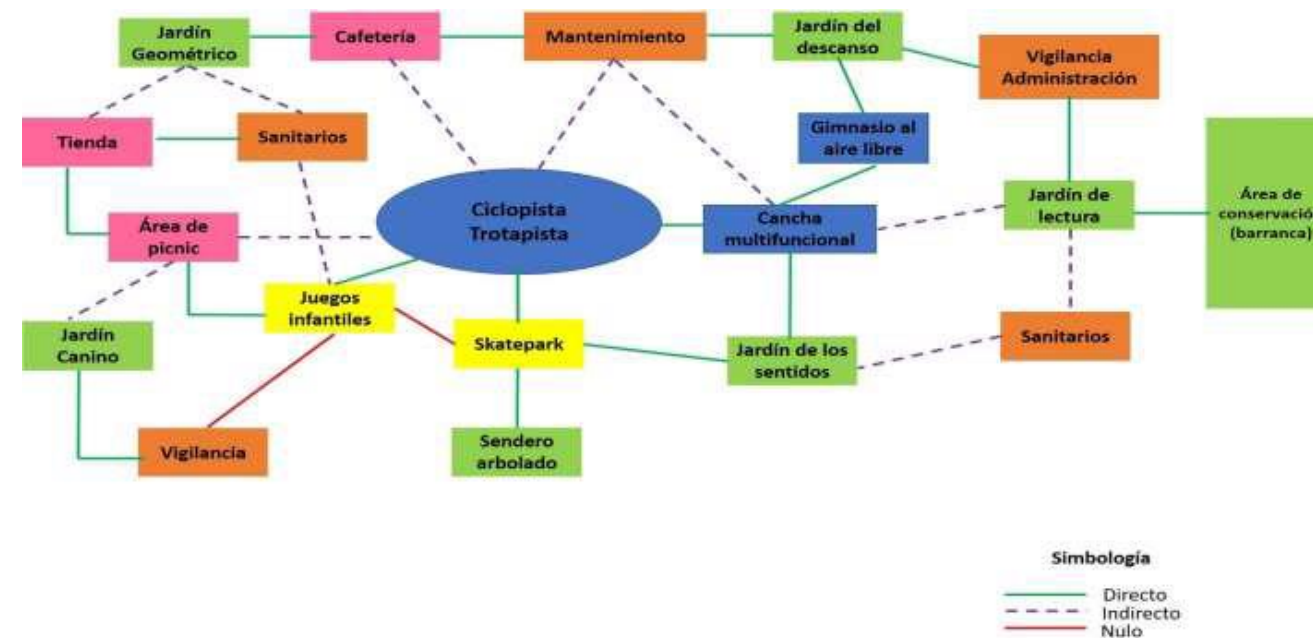 Jardín
Geométrico
Cafetería
Mantenimiento
Jardín del
descanso
Vigilancia
Administración
Tienda
Sanitarios
Gimnasio al
aire libre
Ciclopista
Trotapista
Cancha
multifuncional
Jardín de
lectura
Área de
conservació
(barranca)
Área de
picnic
Juegos
infantiles
Skatepark
Jardín de los
sentidos
Sanitarios
Jardín
Canino
Vigilancia
Sendero
arbolado
Simbología
Directo
Indirecto
Nulo